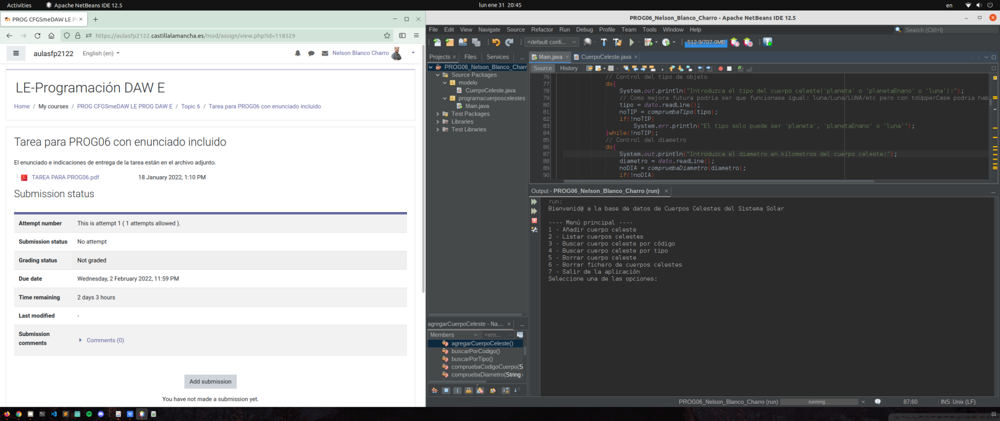 Activities
Apache NetBeans IDE 12.5
lun ene 31 20:45
en
PROG CFGSmeDAW LE P
https://aulasfp2122.castillalamancha.es/mod/assign/view.php?id=118529
aulasfp2122
English (en)
Nelson Blanco Charro
LE-Programación DAW E
Home / My courses / PROG CFGSmeDAW LE PROG DAW E / Topic 6 / Tarea para PROG06 con enunciado incluido
Tarea para PROG06 con enunciado incluido
El enunciado e indicaciones de entrega de la tarea están en el archivo adjunto.
TAREA PARA PROG06.pdf 18 January 2022, 1:10 PM
Submission status
Attempt number This is attempt 1 ( 1 attempts allowed ).
Submission status No attempt
Grading status Not graded
Due date Wednesday, 2 February 2022, 11:59 PM
Time remaining 2 days 3 hours
Last modified -
Submission comments Comments (0)
Add submission
You have not made a submission yet.
PROG06_Nelson_Blanco_Charro - Apache NetBeans IDE 12.5
File Edit View Navigate Source Refactor Run Debug Profile Team Tools Window Help
Search (Ctrl+I)
<default confi...
512.9/707.0MB
Projects Files Services
PROG06_Nelson_Blanco_Charr
Source Packages
modelo
CuerpoCeleste.java
programacuerposcelestes
Main.java
Test Packages
Libraries
Test Libraries
Main.java CuerpoCeleste.java
Source History
76 // Control del tipo de objeto
77 do{
78 System.out.println("Introduzca el tipo del cuerpo celeste('planeta' o 'planetaEnano' o 'luna'):");
79 // Como mejora futura podria ser que funcionase igual: luna/Luna/LUNA/etc pero con toUpperCase podria hab
80 tipo = dato.readLine();
81 noTIP = compruebaTipo(tipo);
82 if(!noTIP)
83 System.err.println("El tipo solo puede ser 'planeta', 'planetaEnano' o 'luna'");
84 }while(!noTIP);
85 // Control del diametro
86 do{
87 System.out.println("Introduzca el diametro en kilometros del cuerpo celeste:");
88 diametro = dato.readLine();
89 noDIA = compruebaDiametro(diametro);
90 if(!noDIA)
Output - PROG06_Nelson_Blanco_Charro (run)
run:
Bienvenid@ a la base de datos de Cuerpos Celestes del Sistema Solar
---- Menú principal ----
1 - Añadir cuerpo celeste
2 - Listar cuerpos celestes
3 - Buscar cuerpo celeste por código
4 - Buscar cuerpo celeste por tipo
5 - Borrar cuerpo celeste
6 - Borrar fichero de cuerpos celestes
7 - Salir de la aplicación
Seleccione una de las opciones:
agregarCuerpoCeleste - Na...
Members <em...
agregarCuerpoCeleste()
buscarPorCodigo()
buscarPorTipo()
compruebaCodigoCuerpo(S
compruebaDiametro(String
PROG06_Nelson_Blanco_Charro (run) running... 87:60 INS Unix (LF)